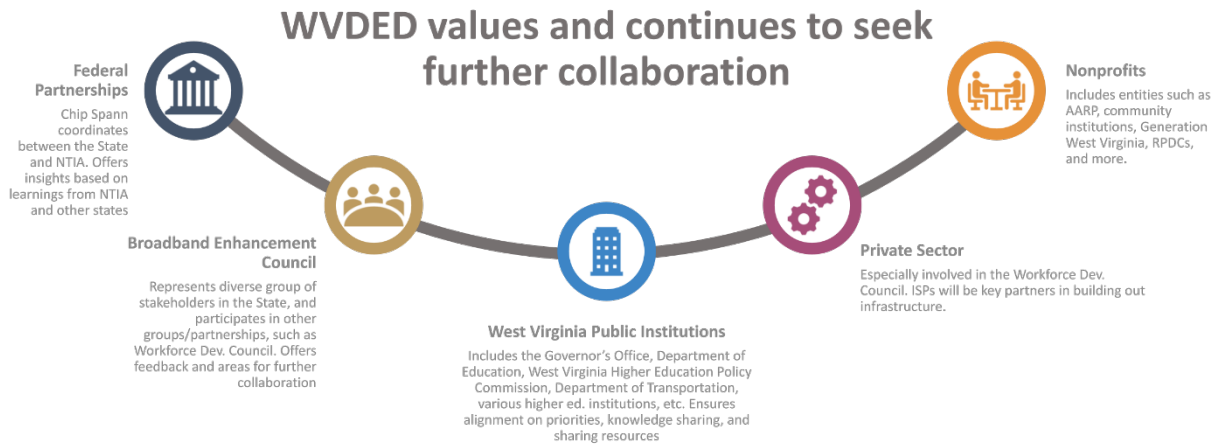 WVDED values and continues to seek
further collaboration
Federal
Partnerships
Chip Spann
coordinates
between the State
and NTIA. Offers
insights based on
learnings from NTIA
and other states
Broadband Enhancement
Council
Represents diverse group of
stakeholders in the State, and
participates in other
groups/partnerships, such as
Workforce Dev. Council. Offers
feedback and areas for further
collaboration
West Virginia Public Institutions
Includes the Governor's Office, Department of
Education, West Virginia Higher Education Policy
Commission, Department of Transportation,
various higher ed. institutions, etc. Ensures
alignment on priorities, knowledge sharing, and
sharing resources
Private Sector
Especially involved in the Workforce Dev.
Council. ISPs will be key partners in building out
infrastructure.
Nonprofits
Includes entities such as
AARP, community
institutions, Generation
West Virginia, RPDCs,
and more.